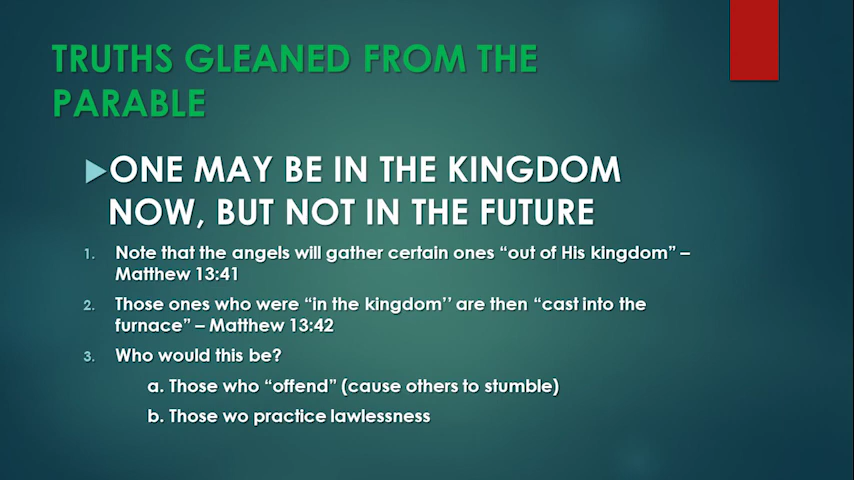 TRUTHS GLEANED FROM THE
PARABLE
ONE MAY BE IN THE KINGDOM
NOW, BUT NOT IN THE FUTURE
1. Note that the angels will gather certain ones “out of His kingdom” –
Matthew 13:41
2. Those ones who were “in the kingdom’’ are then “cast into the
furnace” – Matthew 13:42
3. Who would this be?
a. Those who “offend” (cause others to stumble)
b. Those wo practice lawlessness